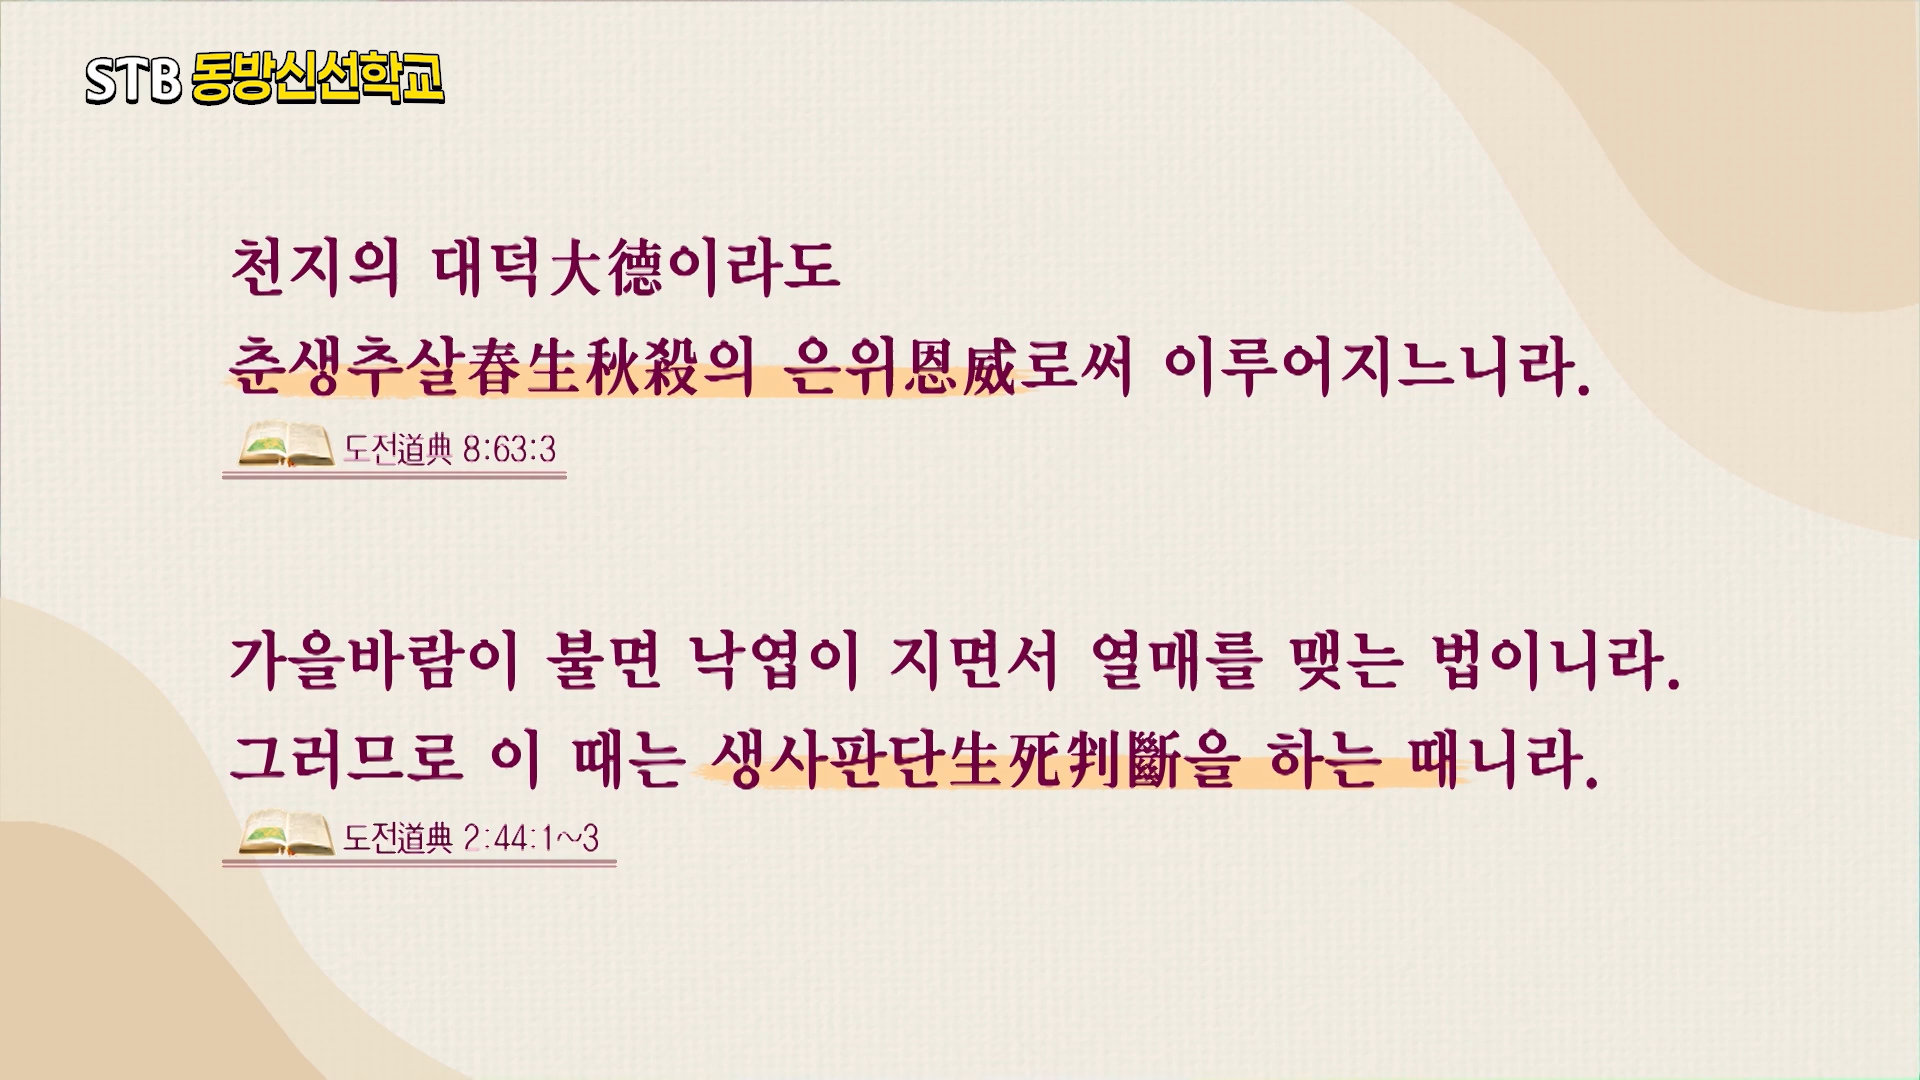 STB 동방신선학교
천지의 대덕大德이라도
춘생추살春生秋殺의 은위恩威로써 이루어지느니라.
도전道典 8:63:3
가을바람이 불면 낙엽이 지면서 열매를 맺는 법이니라.
그러므로 이 때는 생사판단生死判斷을 하는 때니라.
도전道典 2:44:1~3